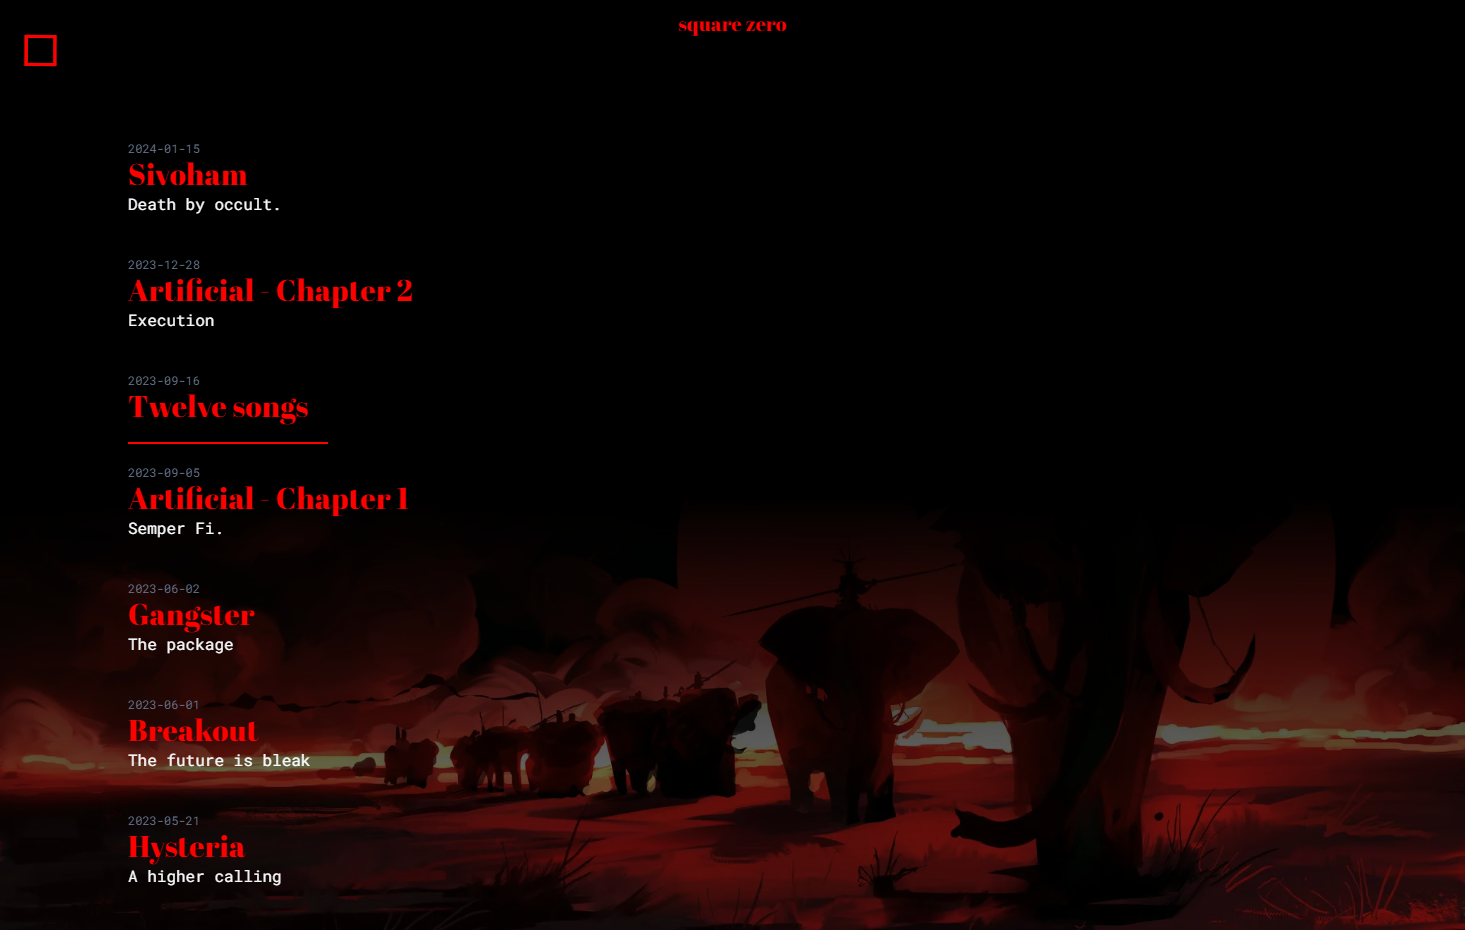 square zero
2024-01-15
Sivoham
Death by occult.
2023-12-28
Artificial - Chapter 2
Execution
2023-09-16
Twelve songs
2023-09-05
Artificial - Chapter 1
Semper Fi.
2023-06-02
Gangster
The package
2023-06-01
Breakout
The future is bleak
2023-05-21
Hysteria
A higher calling